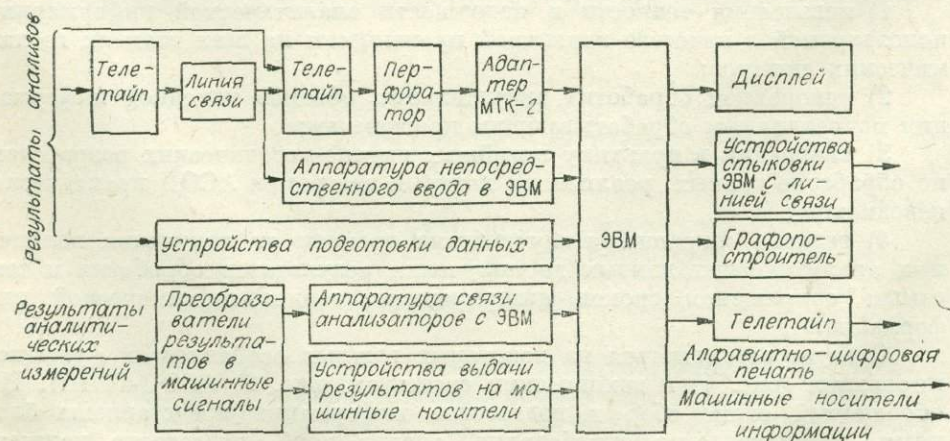 Результаты анализов
Теле-
тайп
Линия
связи
Теле-
тайп
Пер-
фора-
тор
Адап-
тер
МТК-2
Аппаратура непосред-
ственного ввода в ЭВМ
Устройства подготовки данных
Результаты
аналити-
ческих
измерений
Преобразо-
ватели
резуль-
татов в
машинные
сигналы
Аппаратура связи
анализаторов с ЭВМ
Устройства выдачи
результатов на ма-
шинные носители
ЭВМ
Дисплей
Устройства
стыковки
ЭВМ с ли-
нией связи
Графопо-
строитель
Телетайп
Алфавитно-цифровая
печать
Машинные носители
информации